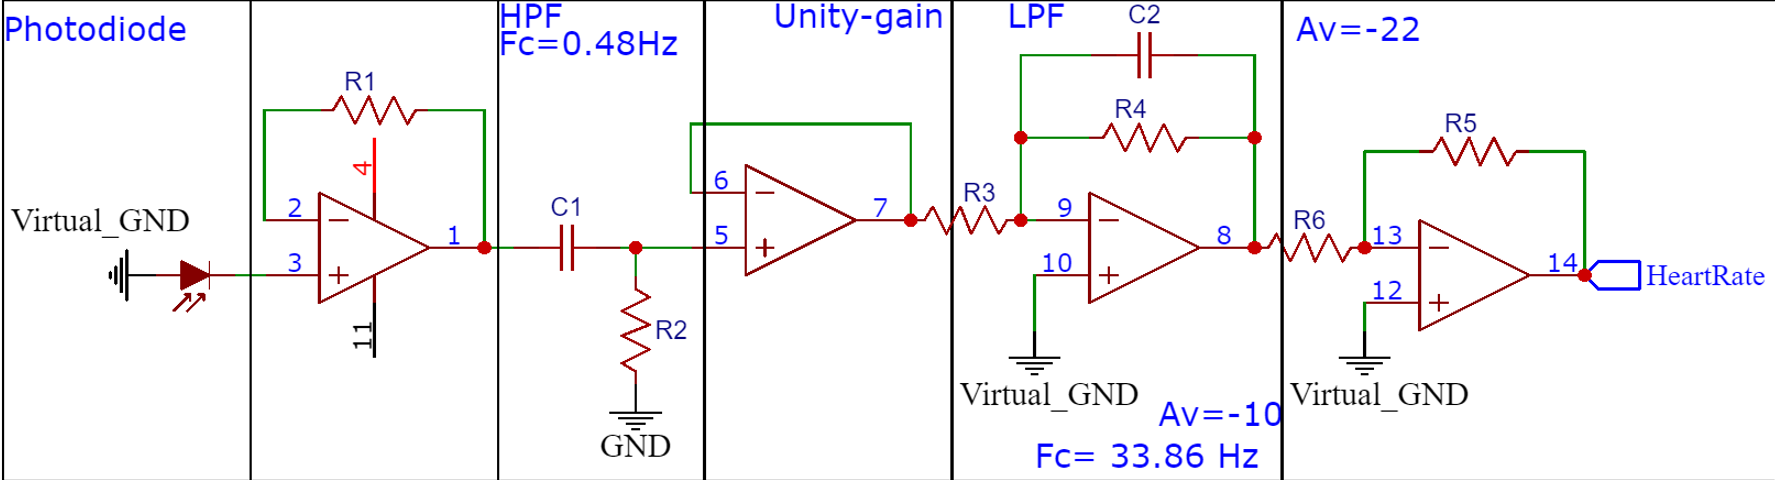 Photodiode
HPF
Fc=0.48Hz
Unity-gain
LPF
Av=-22
C2
R1
R4
R5
4
Virtual_GND
2
3
1
C1
6
5
7
R3
9
10
8
R6
13
12
14
HeartRate
11
R2
GND
Virtual_GND
Virtual_GND
Av=-10
Fc= 33.86 Hz